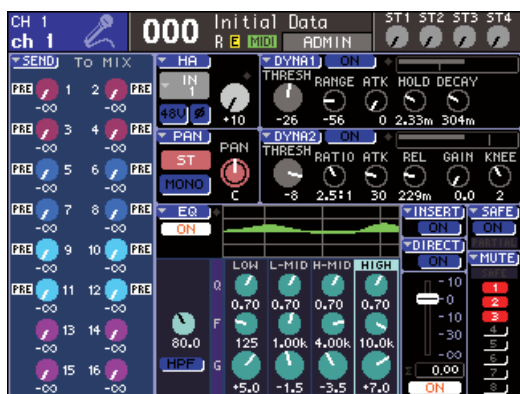 CH 1
ch 1
000
Initial Data
R E MIDI ADMIN
ST1 ST2 ST3 ST4
SEND To MIX
PRE 1 2 PRE
-∞ -∞
PRE 3 4 PRE
-∞ -∞
PRE 5 6 PRE
-∞ -∞
PRE 7 8 PRE
-∞ -∞
PRE 9 10 PRE
-∞ -∞
PRE 11 12 PRE
-∞ -∞
13 14
-∞ -∞
15 16
-∞ -∞
HA
IN
1
48V Ø
+10
DYNA1 ON
THRESH RANGE ATK HOLD DECAY
-26 -56 0 2.33m 304m
PAN
ST
MONO
PAN
C
DYNA2 ON
THRESH RATIO ATK REL GAIN KNEE
-8 2.5:1 30 229m 0.0 2
EQ
ON
LOW L-MID H-MID HIGH
Q
0.70 0.70 0.70 0.70
F
80.0
125 1.00k 4.00k 10.0k
HPF
G
+5.0 -1.5 -3.5 +7.0
INSERT
ON
DIRECT
ON
10
0
10
30
∞
Σ 0.00
ON
SAFE
ON
PARTIAL
MUTE
SAFE
1
2
3
4
5
6
7
8